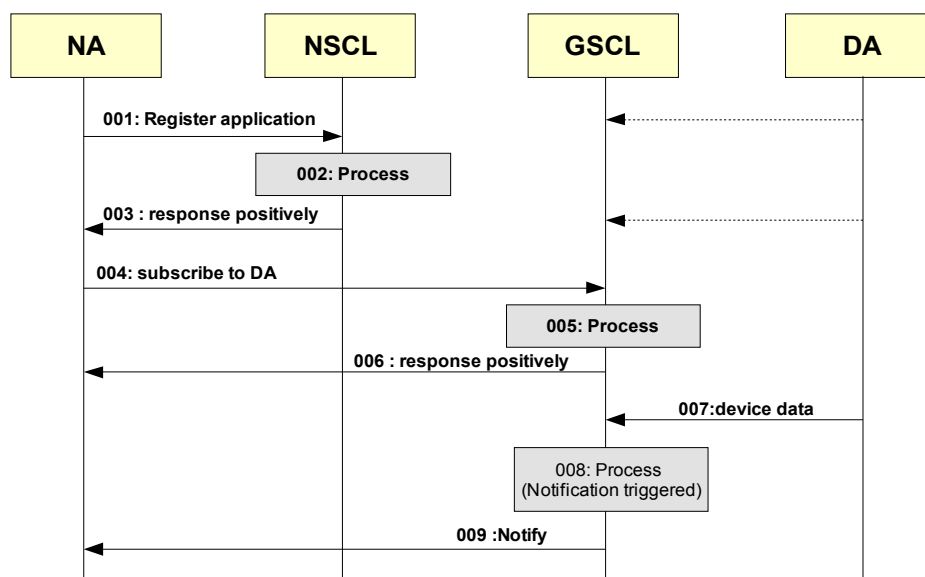 NA
NSCL
GSCL
DA
001: Register application
002: Process
003 : response positively
004: subscribe to DA
005: Process
006 : response positively
007:device data
008: Process
(Notification triggered)
009 :Notify